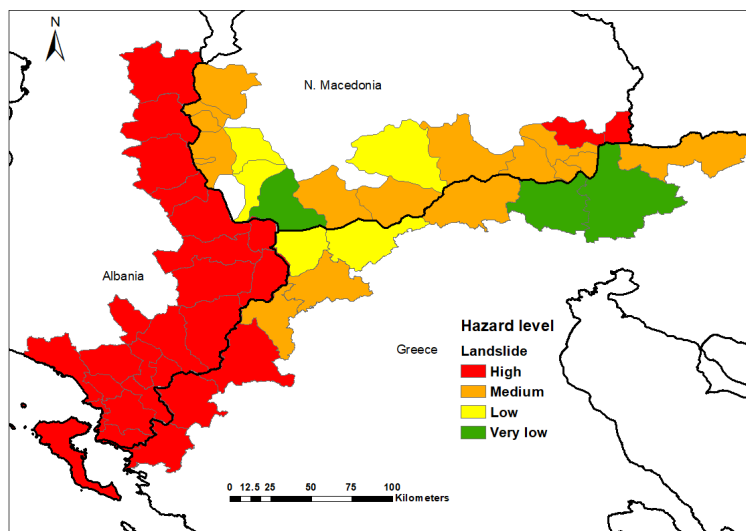 N
N. Macedonia
Albania
Greece
Hazard level
Landslide
High
Medium
Low
Very low
0 12.5 25 50 75 100
Kilometers